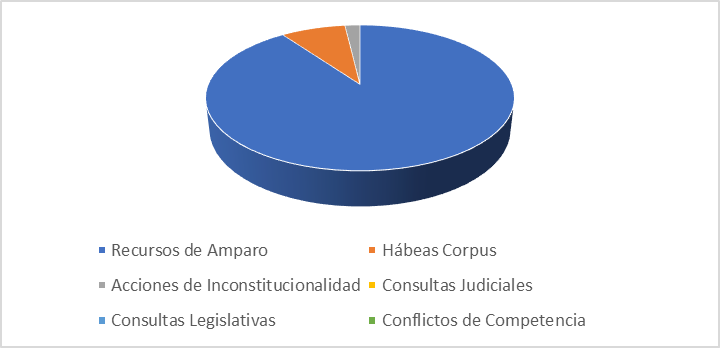 Recursos de Amparo
Hábeas Corpus
Acciones de Inconstitucionalidad
Consultas Judiciales
Consultas Legislativas
Conflictos de Competencia